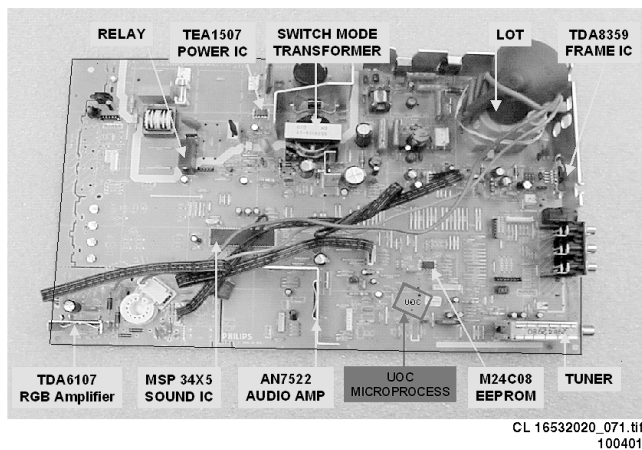 RELAY
TEA1507
POWER IC
SWITCH MODE
TRANSFORMER
LOT
TDA8359
FRAME IC
UOC
PHILIPS
TDA6107
RGB Amplifier
MSP 34X5
SOUND IC
AN7522
AUDIO AMP
UOC
MICROPROCESS
M24C08
EEPROM
TUNER
CL 16532020_071.tif
100401